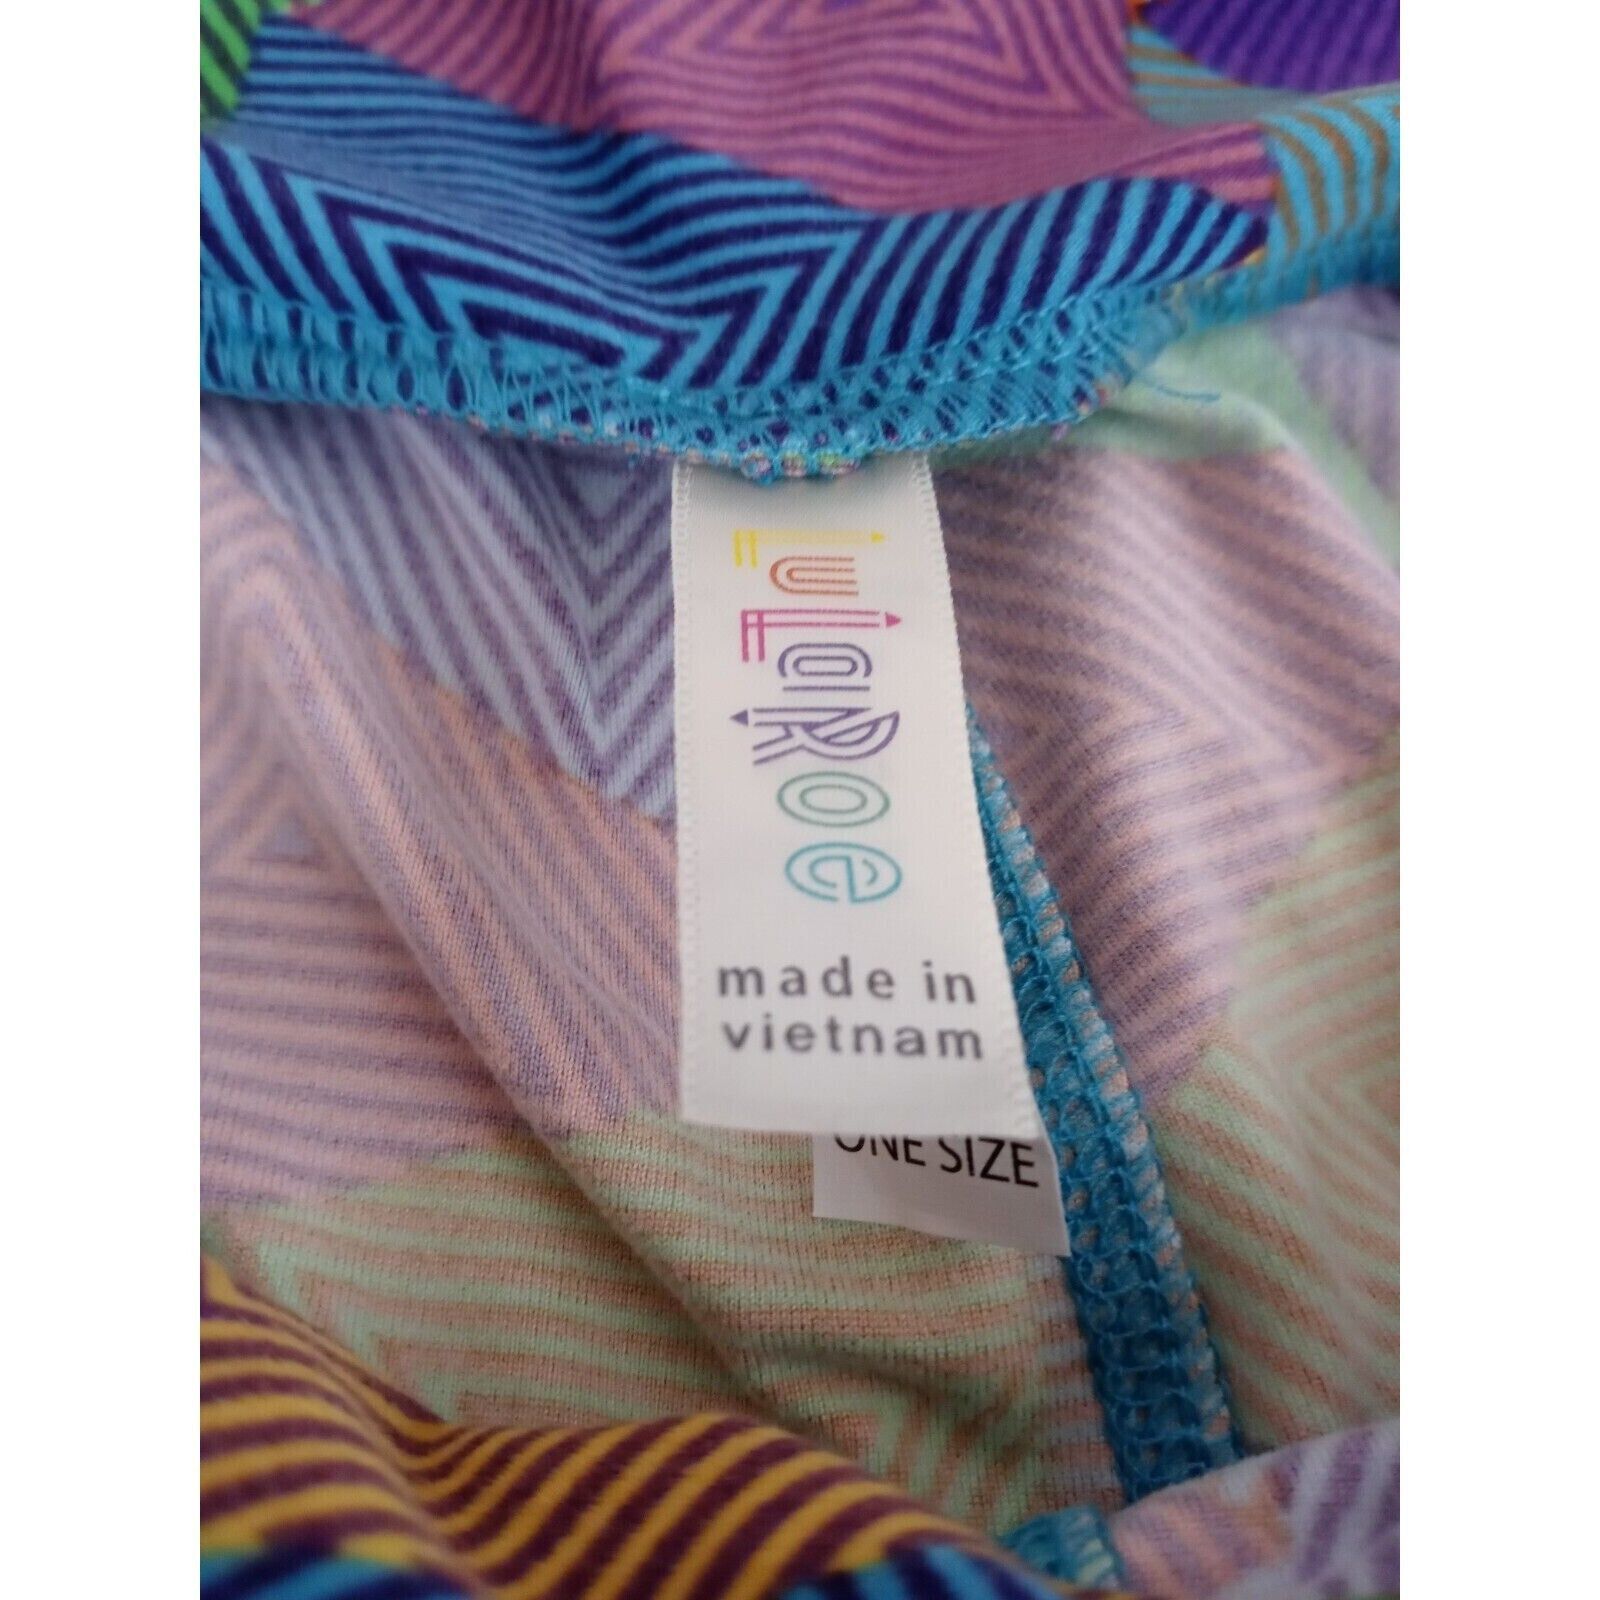 LuLaRoe
made in
vietnam
ONE SIZE